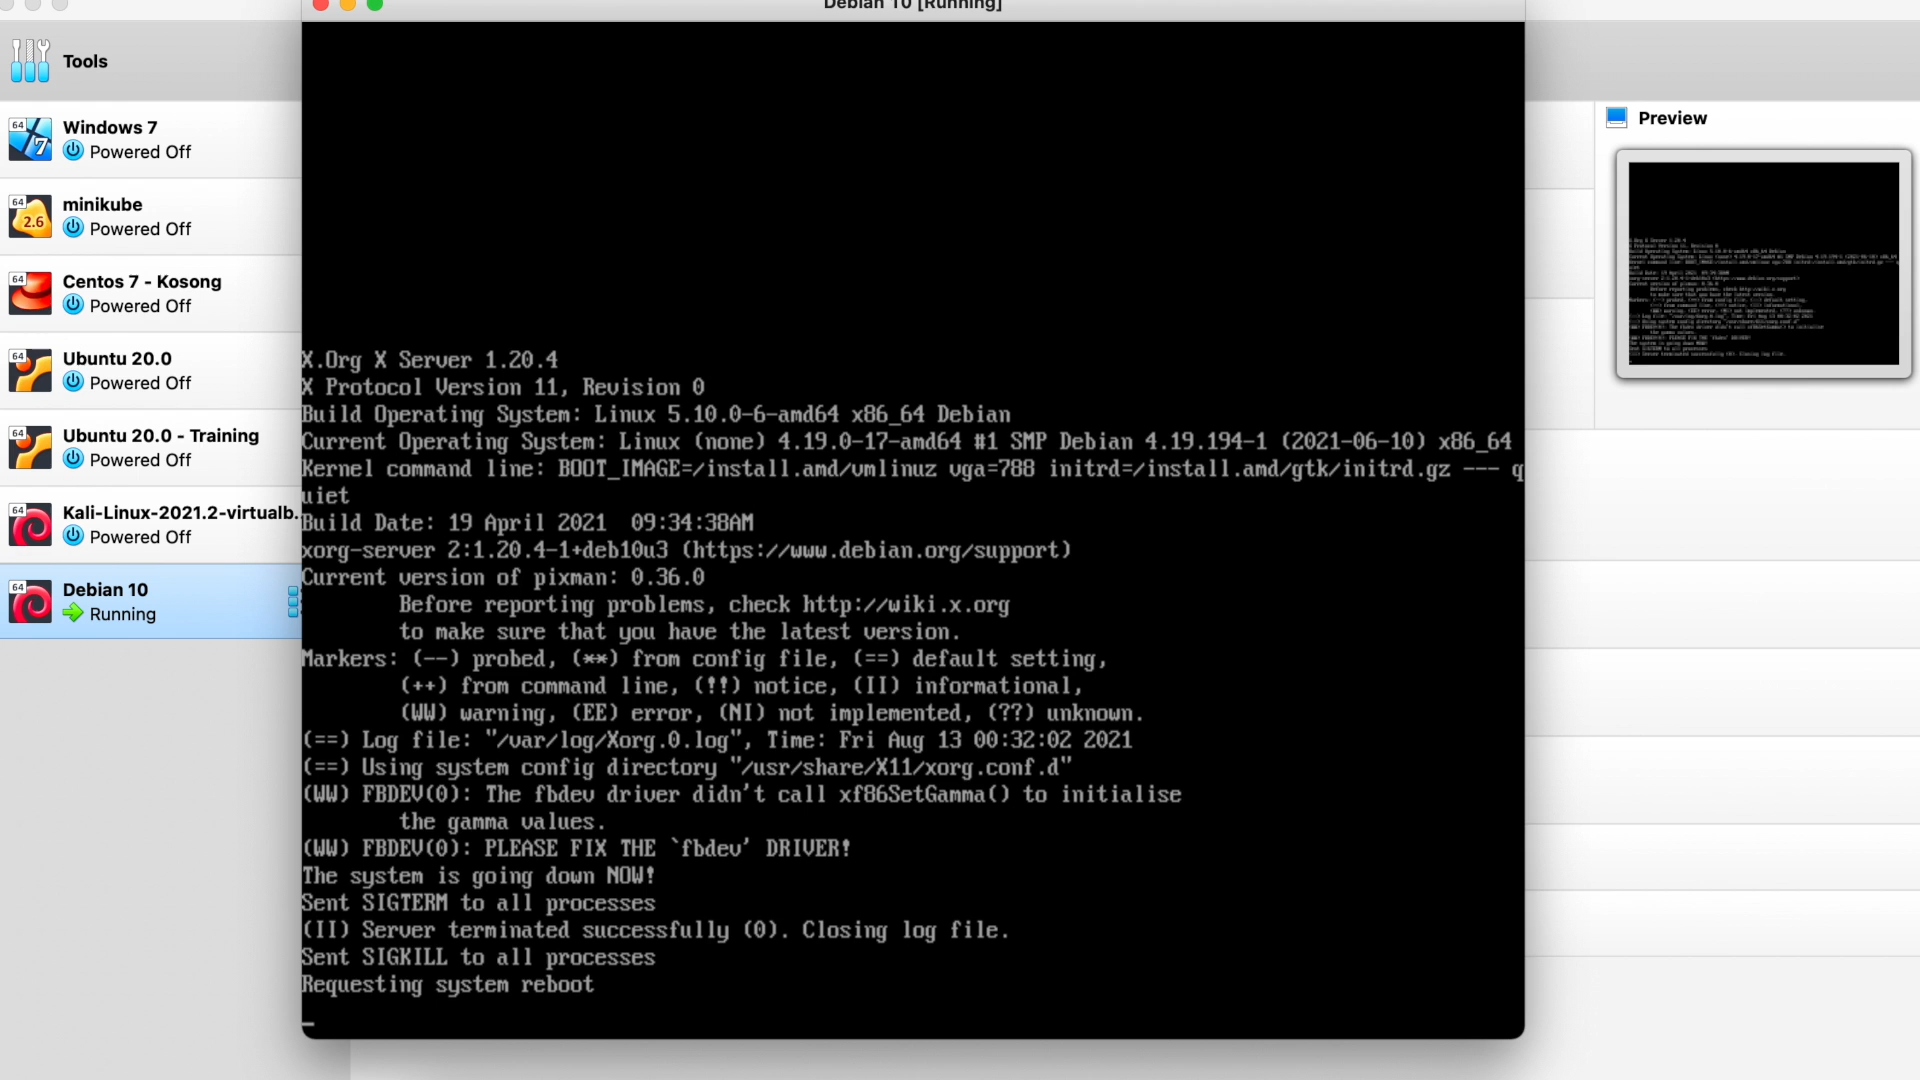 Debian 10 [Running]
Tools
64
Windows 7
Powered Off
64
2.6
minikube
Powered Off
64
Centos 7 - Kosong
Powered Off
64
Ubuntu 20.0
Powered Off
64
Ubuntu 20.0 - Training
Powered Off
64
Kali-Linux-2021.2-virtualb...
Powered Off
64
Debian 10
Running
X.Org X Server 1.20.4
X Protocol Version 11, Revision 0
Build Operating System: Linux 5.10.0-6-amd64 x86_64 Debian
Current Operating System: Linux (none) 4.19.0-17-amd64 #1 SMP Debian 4.19.194-1 (2021-06-10) x86_64
Kernel command line: BOOT_IMAGE=/install.amd/vmlinuz vga=788 initrd=/install.amd/gtk/initrd.gz --- q
uiet
Build Date: 19 April 2021  09:34:38AM
xorg-server 2:1.20.4-1+deb10u3 (https://www.debian.org/support)
Current version of pixman: 0.36.0
Before reporting problems, check http://wiki.x.org
to make sure that you have the latest version.
Markers: (--) probed, (**) from config file, (==) default setting,
(++) from command line, (!!) notice, (II) informational,
(WW) warning, (EE) error, (NI) not implemented, (??) unknown.
(==) Log file: "/var/log/Xorg.0.log", Time: Fri Aug 13 00:32:02 2021
(==) Using system config directory "/usr/share/X11/xorg.conf.d"
(WW) FBDEV(0): The fbdev driver didn't call xf86SetGamma() to initialise
the gamma values.
(WW) FBDEV(0): PLEASE FIX THE `fbdev' DRIVER!
The system is going down NOW!
Sent SIGTERM to all processes
(II) Server terminated successfully (0). Closing log file.
Sent SIGKILL to all processes
Requesting system reboot
Preview